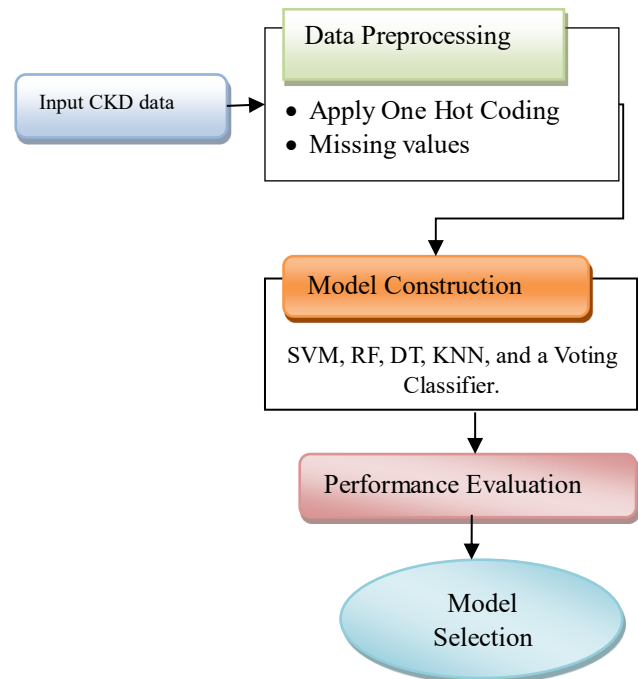 Data Preprocessing
Input CKD data
• Apply One Hot Coding
• Missing values
Model Construction
SVM, RF, DT, KNN, and a Voting
Classifier.
Performance Evaluation
Model
Selection